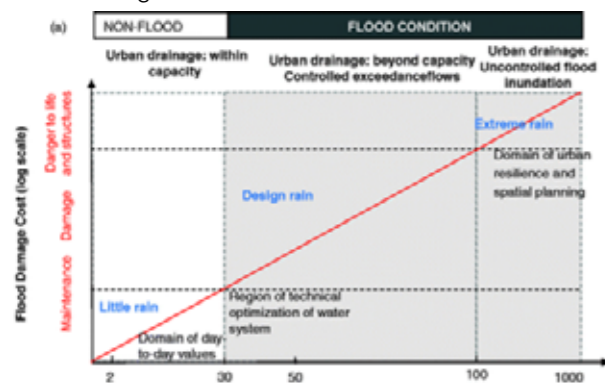 (a)
NON-FLOOD
FLOOD CONDITION
Urban drainage: within
capacity
Urban drainage: beyond capacity
Controlled exceedanceflows
Urban drainage:
Uncontrolled flood
inundation
Flood Damage Cost (log scale)
Danger to life
and structures
Damage
Maintenance
Extreme rain
Domain of urban
resilience and
spatial planning
Design rain
Little rain
Region of technical
optimization of water
system
Domain of day-
to-day values
2
30
50
100
1000